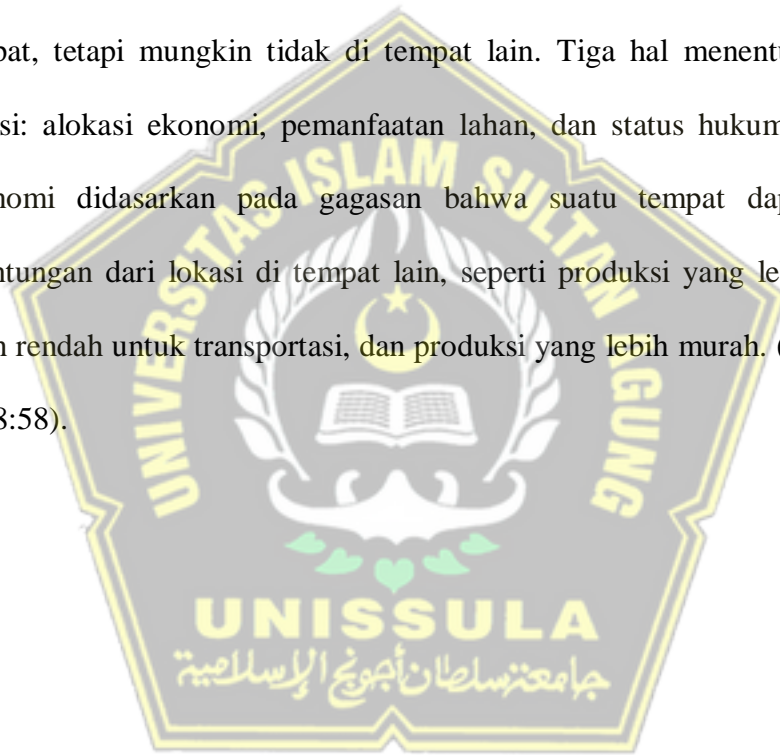 pat, tetapi mungkin tidak di tempat lain. Tiga hal menentu
si: alokasi ekonomi, pemanfaatan lahan, dan status hukum
nomi didasarkan pada gagasan bahwa suatu tempat dap
ntungan dari lokasi di tempat lain, seperti produksi yang le
n rendah untuk transportasi, dan produksi yang lebih murah. (
8:58).
UNIVERSITAS ISLAM SULTAN AGUNG
UNISSULA
جامعة سلطان أجونج الإسلامية